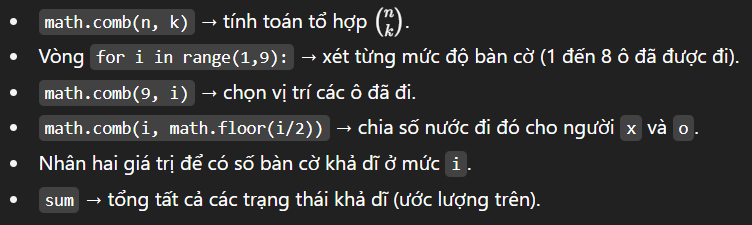 • math.comb(n, k) → tính toán tổ hợp (n k).
• Vòng for i in range(1,9): → xét từng mức độ bàn cờ (1 đến 8 ô đã được đi).
• math.comb(9, i) → chọn vị trí các ô đã đi.
• math.comb(i, math.floor(i/2)) → chia số nước đi đó cho người x và o.
• Nhân hai giá trị để có số bàn cờ khả dĩ ở mức i.
• sum → tổng tất cả các trạng thái khả dĩ (ước lượng trên).